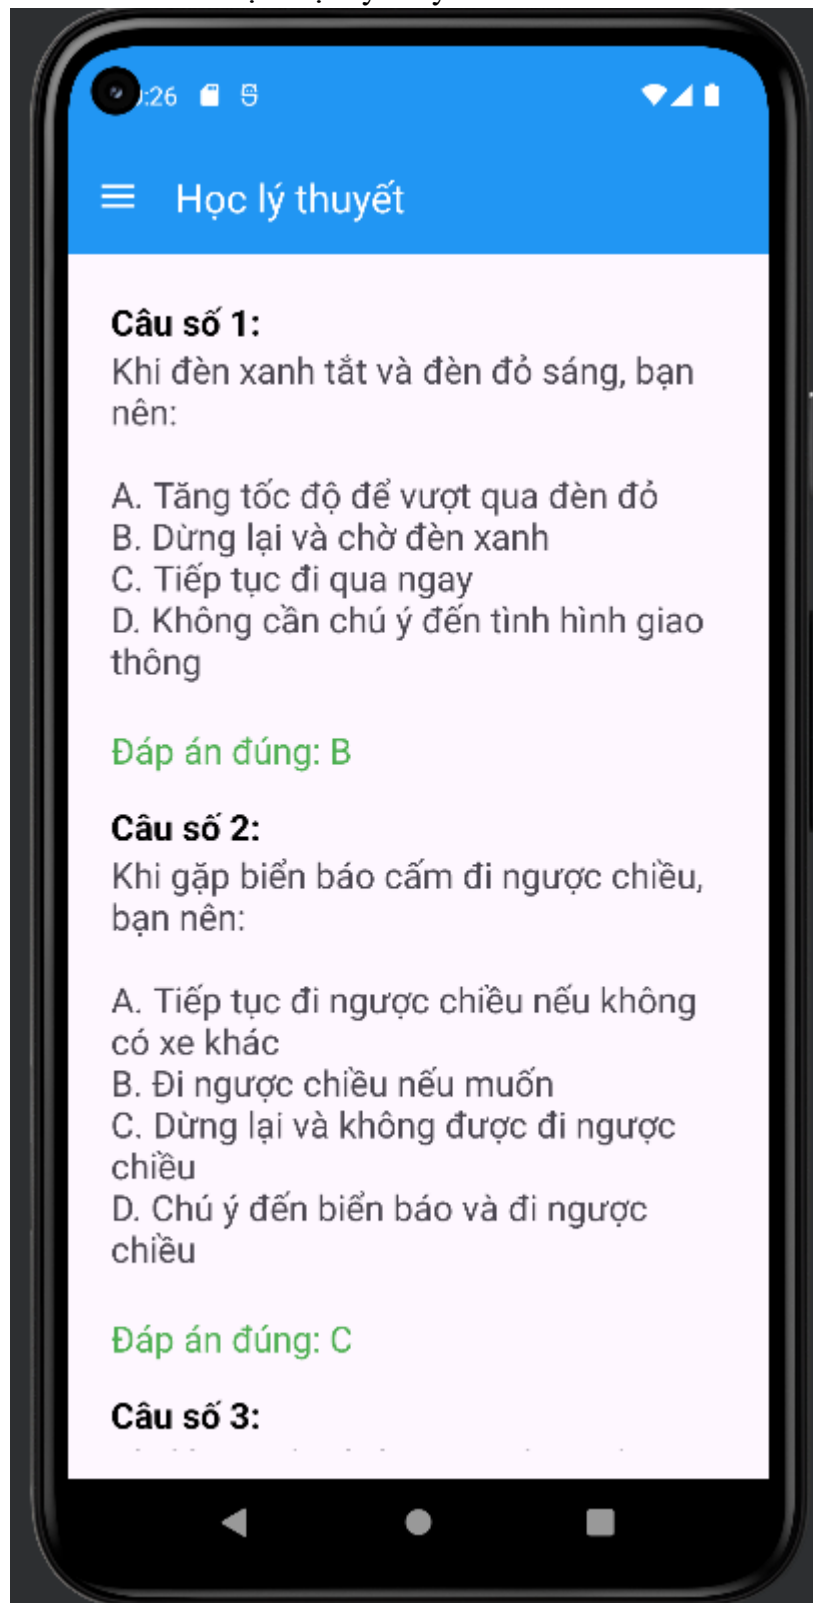 :26
Học lý thuyết
Câu số 1:
Khi đèn xanh tắt và đèn đỏ sáng, bạn
nên:
A. Tăng tốc độ để vượt qua đèn đỏ
B. Dừng lại và chờ đèn xanh
C. Tiếp tục đi qua ngay
D. Không cần chú ý đến tình hình giao
thông
Đáp án đúng: B
Câu số 2:
Khi gặp biển báo cấm đi ngược chiều,
bạn nên:
A. Tiếp tục đi ngược chiều nếu không
có xe khác
B. Đi ngược chiều nếu muốn
C. Dừng lại và không được đi ngược
chiều
D. Chú ý đến biển báo và đi ngược
chiều
Đáp án đúng: C
Câu số 3: